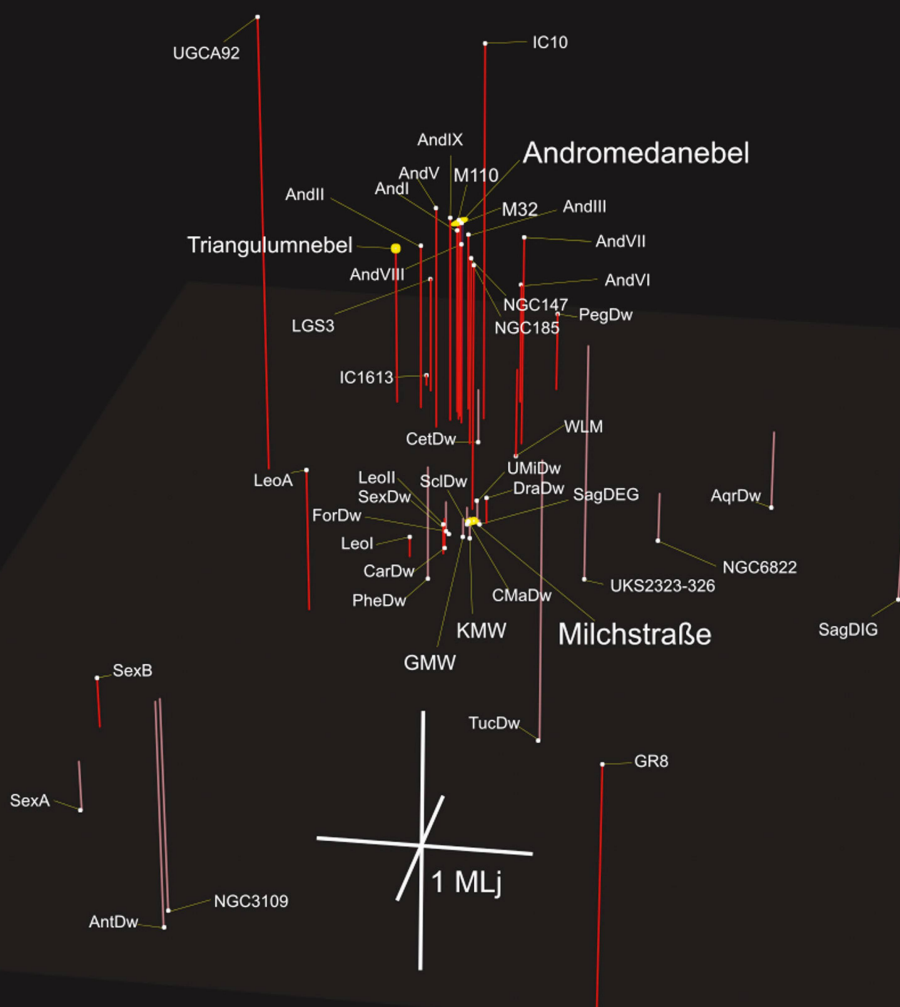 UGCA92
IC10
AndIX
Andromedanebel
AndV
M110
AndI
AndII
M32
AndIII
Triangulumnebel
AndVII
AndVIII
AndVI
NGC147
PegDw
LGS3
NGC185
IC1613
WLM
CetDw
LeoA
LeoII
SclDw
UMiDw
DraDw
SexDw
SagDEG
AqrDw
ForDw
LeoI
NGC6822
CarDw
UKS2323-326
PheDw
CMaDw
SagDIG
KMW
Milchstraße
GMW
SexB
TucDw
GR8
SexA
1 MLj
NGC3109
AntDw